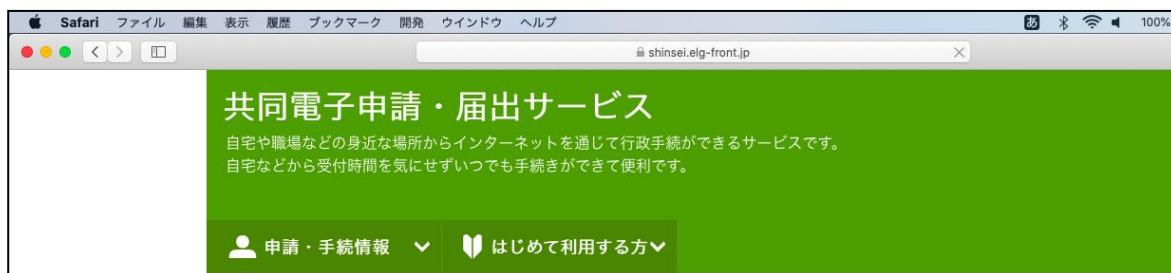 Safari ファイル 編集 表示 履歴 ブックマーク 開発 ウインドウ ヘルプ あ 100%
shinsei.elg-front.jp
共同電子申請・届出サービス
自宅や職場などの身近な場所からインターネットを通じて行政手続ができるサービスです。
自宅などから受付時間を気にせずいつでも手続きができて便利です。
申請・手続情報 はじめて利用する方